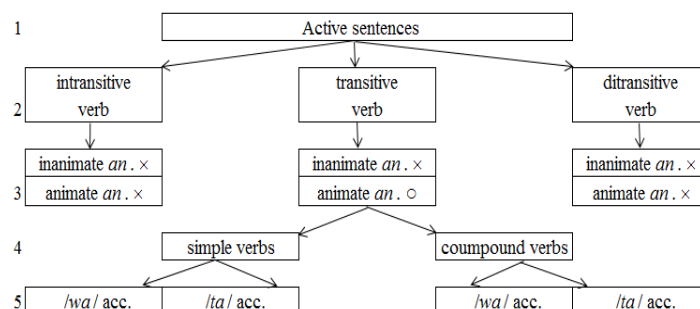 1 Active sentences
intransitive transitive ditransitive
2 verb verb verb
inanimate an. × inanimate an. × inanimate an. ×
3 animate an. × animate an. ○ animate an. ×
4 simple verbs coumpound verbs
5 /wa/ acc. /ta/ acc. /wa/ acc. /ta/ acc.